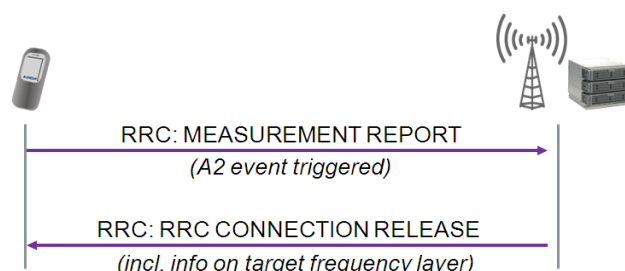 RRC: MEASUREMENT REPORT
(A2 event triggered)
RRC: RRC CONNECTION RELEASE
(incl. info on target frequency layer)